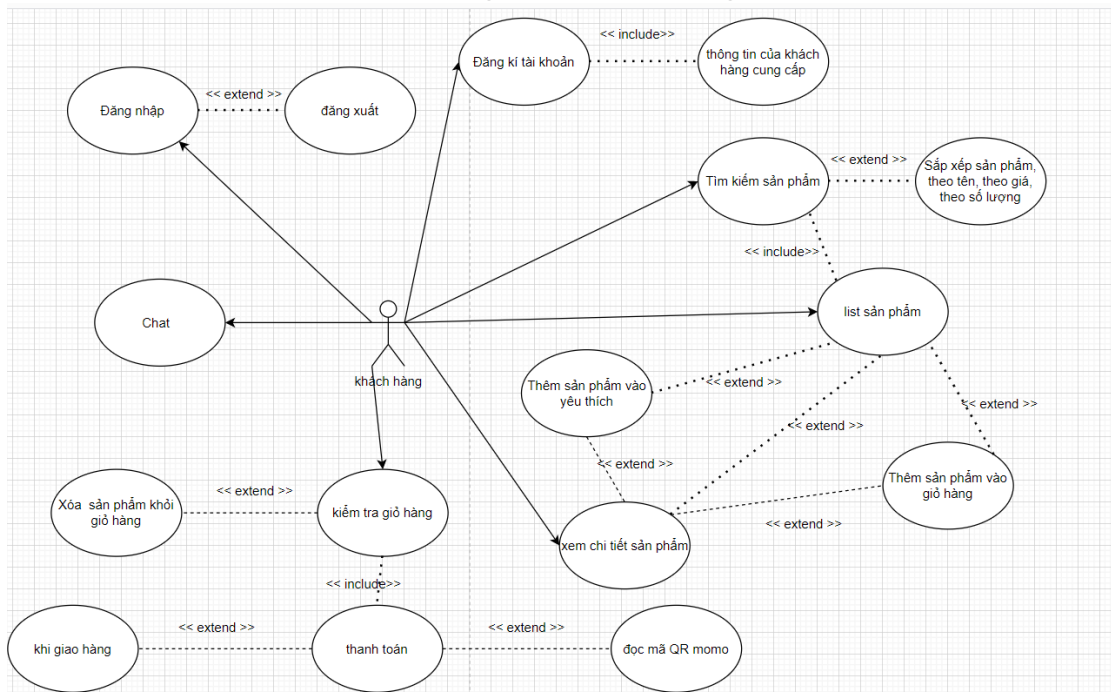 << include>>
Đăng kí tài khoản
thông tin của khách
hàng cung cấp
<< extend >>
Đăng nhập
đăng xuất
<< extend >>
Tìm kiếm sản phẩm
Sắp xếp sản phẩm,
theo tên, theo giá,
theo số lượng
<< include>>
Chat
list sản phẩm
khách hàng
Thêm sản phẩm vào
yêu thích
<< extend >>
<< extend >>
<< extend >>
<< extend >>
Thêm sản phẩm vào
giỏ hàng
<< extend >>
Xóa sản phẩm khỏi
giỏ hàng
<< extend >>
kiểm tra giỏ hàng
xem chi tiết sản phẩm
<< include>>
<< extend >>
<< extend >>
khi giao hàng
thanh toán
đọc mã QR momo